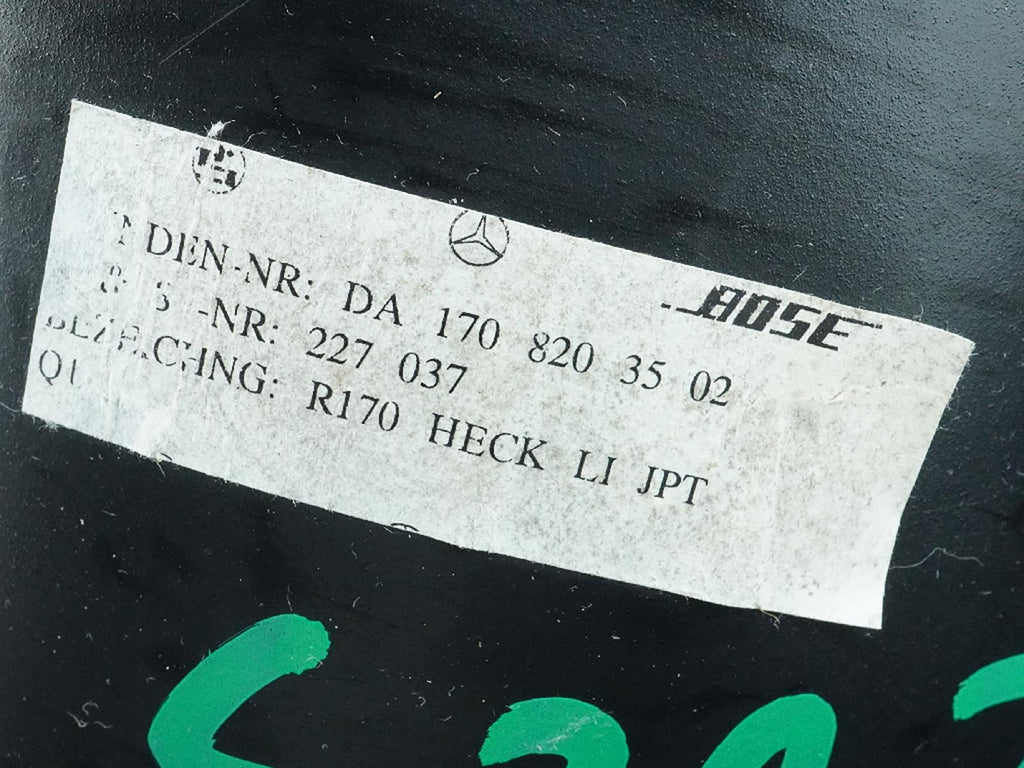 BOSE
DEN-NR: DA 170 820 35 02
-NR: 227 037
R170 HECK LI JPT